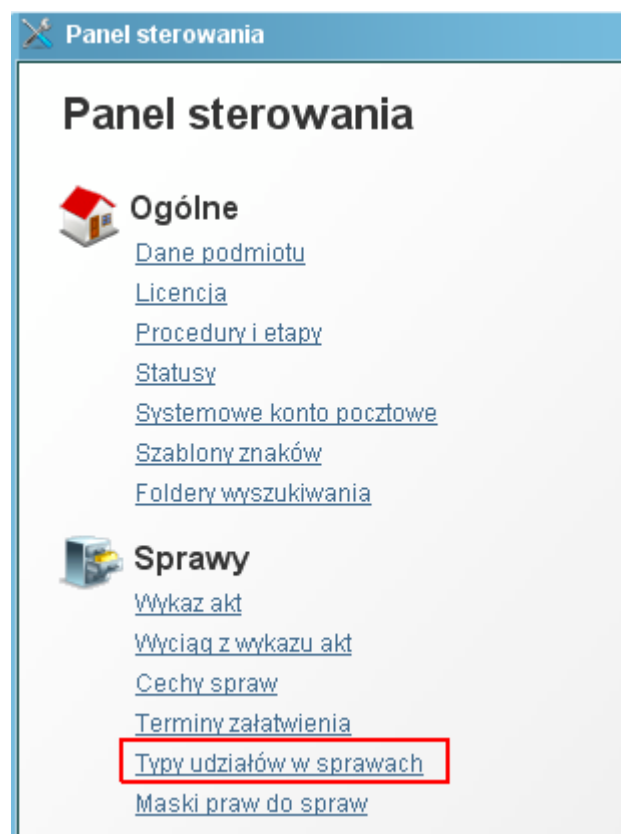 Panel sterowania
Panel sterowania
Ogólne
Dane podmiotu
Licencja
Procedury i etapy
Statusy
Systemowe konto pocztowe
Szablony znaków
Foldery wyszukiwania
Sprawy
Wykaz akt
Wyciąg z wykazu akt
Cechy spraw
Terminy załatwienia
Typy udziałów w sprawach
Maski praw do spraw